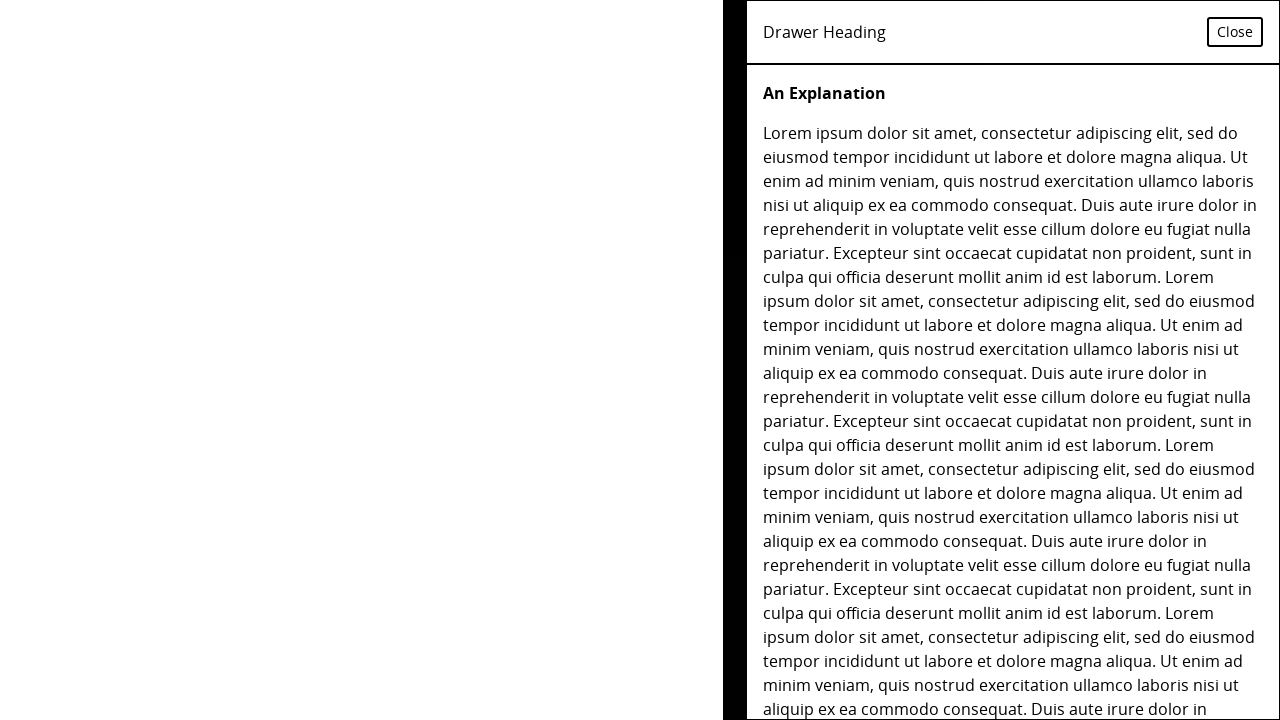 Drawer Heading
Close
An Explanation
Lorem ipsum dolor sit amet, consectetur adipiscing elit, sed do
eiusmod tempor incididunt ut labore et dolore magna aliqua. Ut
enim ad minim veniam, quis nostrud exercitation ullamco laboris
nisi ut aliquip ex ea commodo consequat. Duis aute irure dolor in
reprehenderit in voluptate velit esse cillum dolore eu fugiat nulla
pariatur. Excepteur sint occaecat cupidatat non proident, sunt in
culpa qui officia deserunt mollit anim id est laborum. Lorem
ipsum dolor sit amet, consectetur adipiscing elit, sed do eiusmod
tempor incididunt ut labore et dolore magna aliqua. Ut enim ad
minim veniam, quis nostrud exercitation ullamco laboris nisi ut
aliquip ex ea commodo consequat. Duis aute irure dolor in
reprehenderit in voluptate velit esse cillum dolore eu fugiat nulla
pariatur. Excepteur sint occaecat cupidatat non proident, sunt in
culpa qui officia deserunt mollit anim id est laborum. Lorem
ipsum dolor sit amet, consectetur adipiscing elit, sed do eiusmod
tempor incididunt ut labore et dolore magna aliqua. Ut enim ad
minim veniam, quis nostrud exercitation ullamco laboris nisi ut
aliquip ex ea commodo consequat. Duis aute irure dolor in
reprehenderit in voluptate velit esse cillum dolore eu fugiat nulla
pariatur. Excepteur sint occaecat cupidatat non proident, sunt in
culpa qui officia deserunt mollit anim id est laborum. Lorem
ipsum dolor sit amet, consectetur adipiscing elit, sed do eiusmod
tempor incididunt ut labore et dolore magna aliqua. Ut enim ad
minim veniam, quis nostrud exercitation ullamco laboris nisi ut
aliquip ex ea commodo consequat. Duis aute irure dolor in